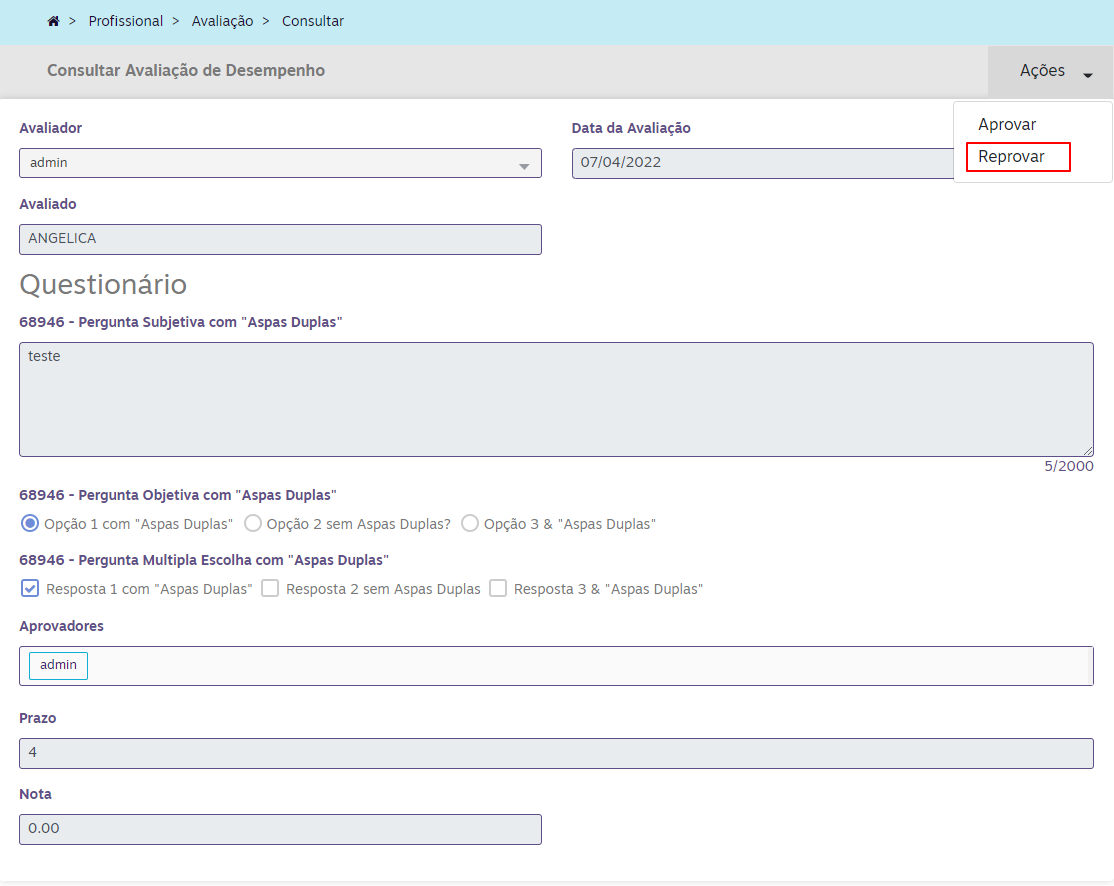 > Profissional > Avaliação > Consultar
Consultar Avaliação de Desempenho
Ações
Aprovar
Reprovar
Avaliador
Data da Avaliação
admin
07/04/2022
Avaliado
ANGELICA
Questionário
68946 - Pergunta Subjetiva com "Aspas Duplas"
teste
5/2000
68946 - Pergunta Objetiva com "Aspas Duplas"
Opção 1 com "Aspas Duplas" Opção 2 sem Aspas Duplas? Opção 3 & "Aspas Duplas"
68946 - Pergunta Multipla Escolha com "Aspas Duplas"
Resposta 1 com "Aspas Duplas" Resposta 2 sem Aspas Duplas Resposta 3 & "Aspas Duplas"
Aprovadores
admin
Prazo
4
Nota
0.00